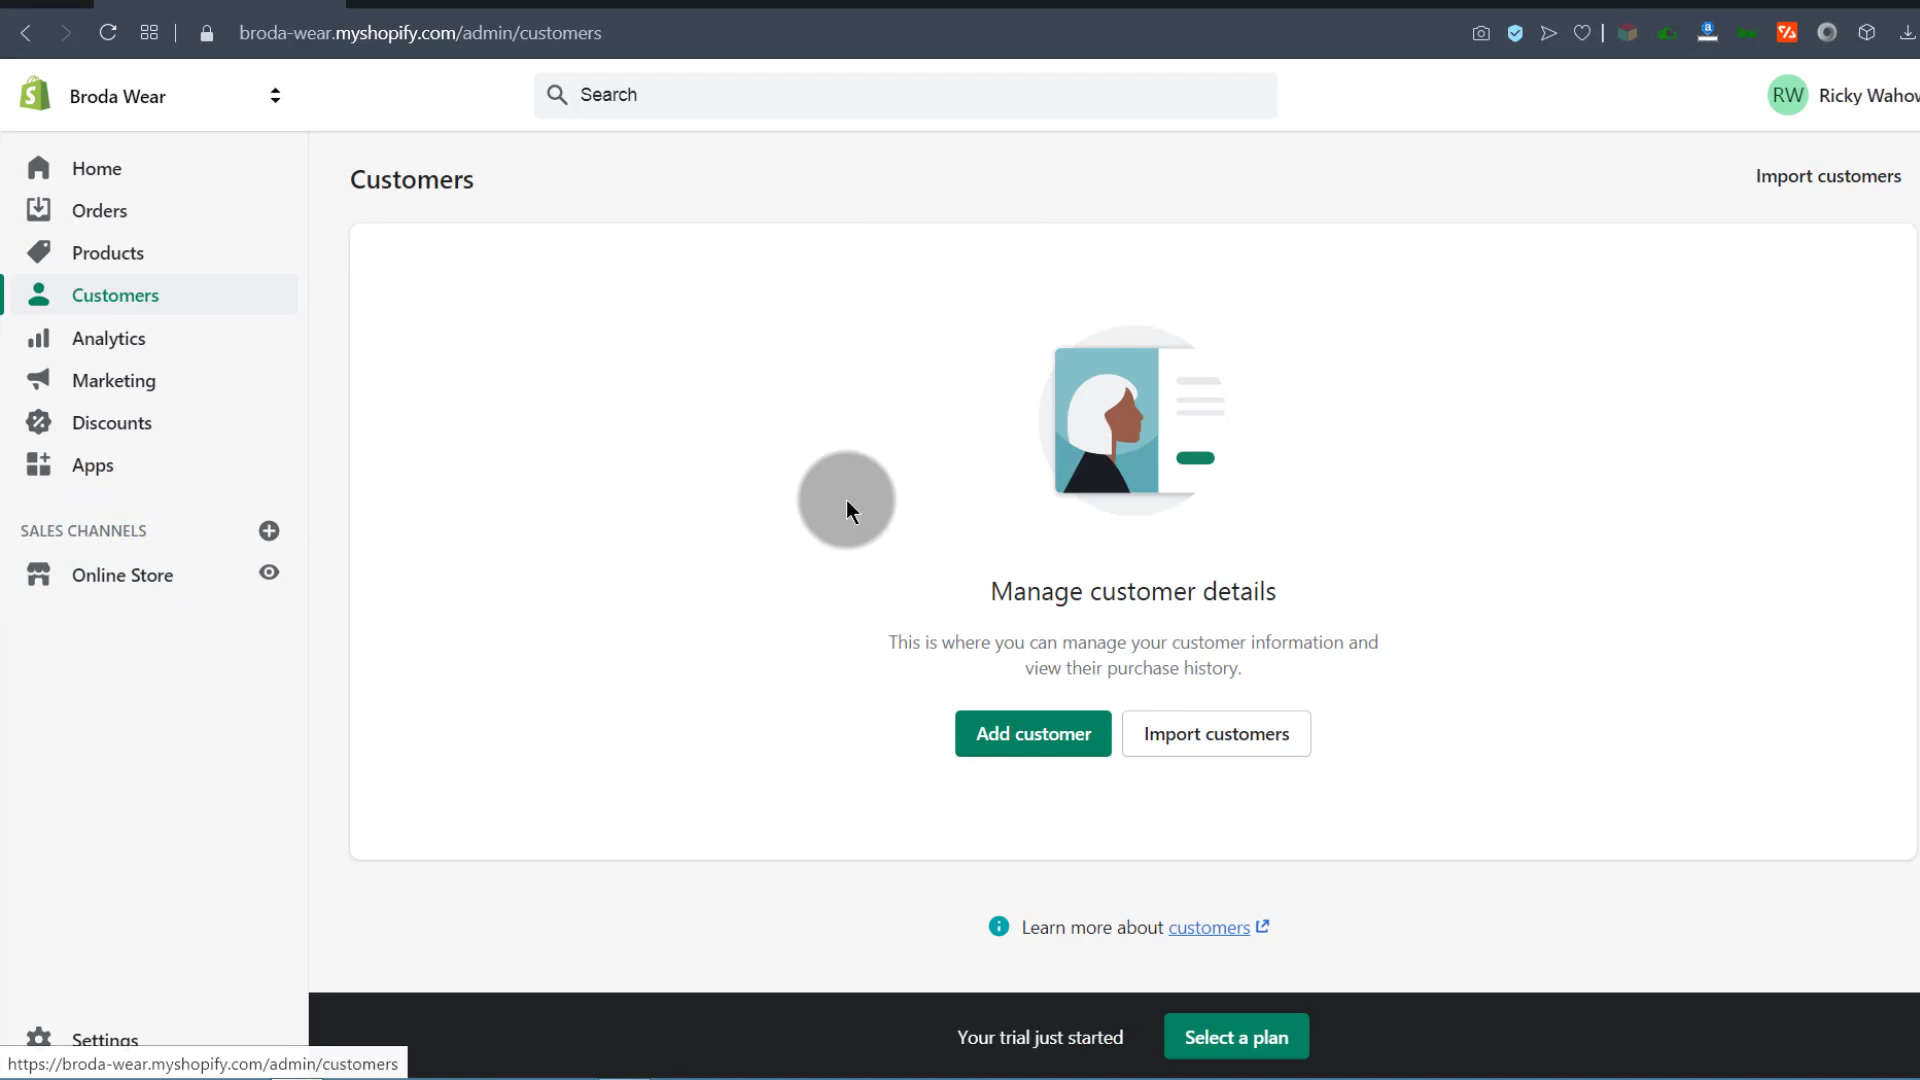 broda-wear.myshopify.com/admin/customers
Broda Wear
Search
RW
Ricky Wahow
Home
Orders
Products
Customers
Analytics
Marketing
Discounts
Apps
SALES CHANNELS
Online Store
Settings
Customers
Import customers
Manage customer details
This is where you can manage your customer information and
view their purchase history.
Add customer
Import customers
Learn more about customers
Your trial just started
Select a plan
https://broda-wear.myshopify.com/admin/customers